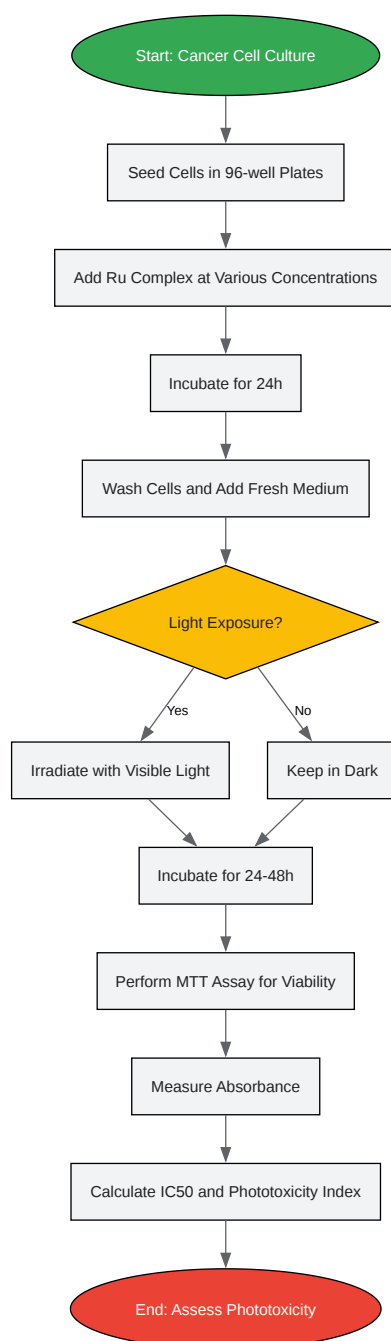 Start: Cancer Cell Culture
Seed Cells in 96-well Plates
Add Ru Complex at Various Concentrations
Incubate for 24h
Wash Cells and Add Fresh Medium
Light Exposure?
Yes
No
Irradiate with Visible Light
Keep in Dark
Incubate for 24-48h
Perform MTT Assay for Viability
Measure Absorbance
Calculate IC50 and Phototoxicity Index
End: Assess Phototoxicity